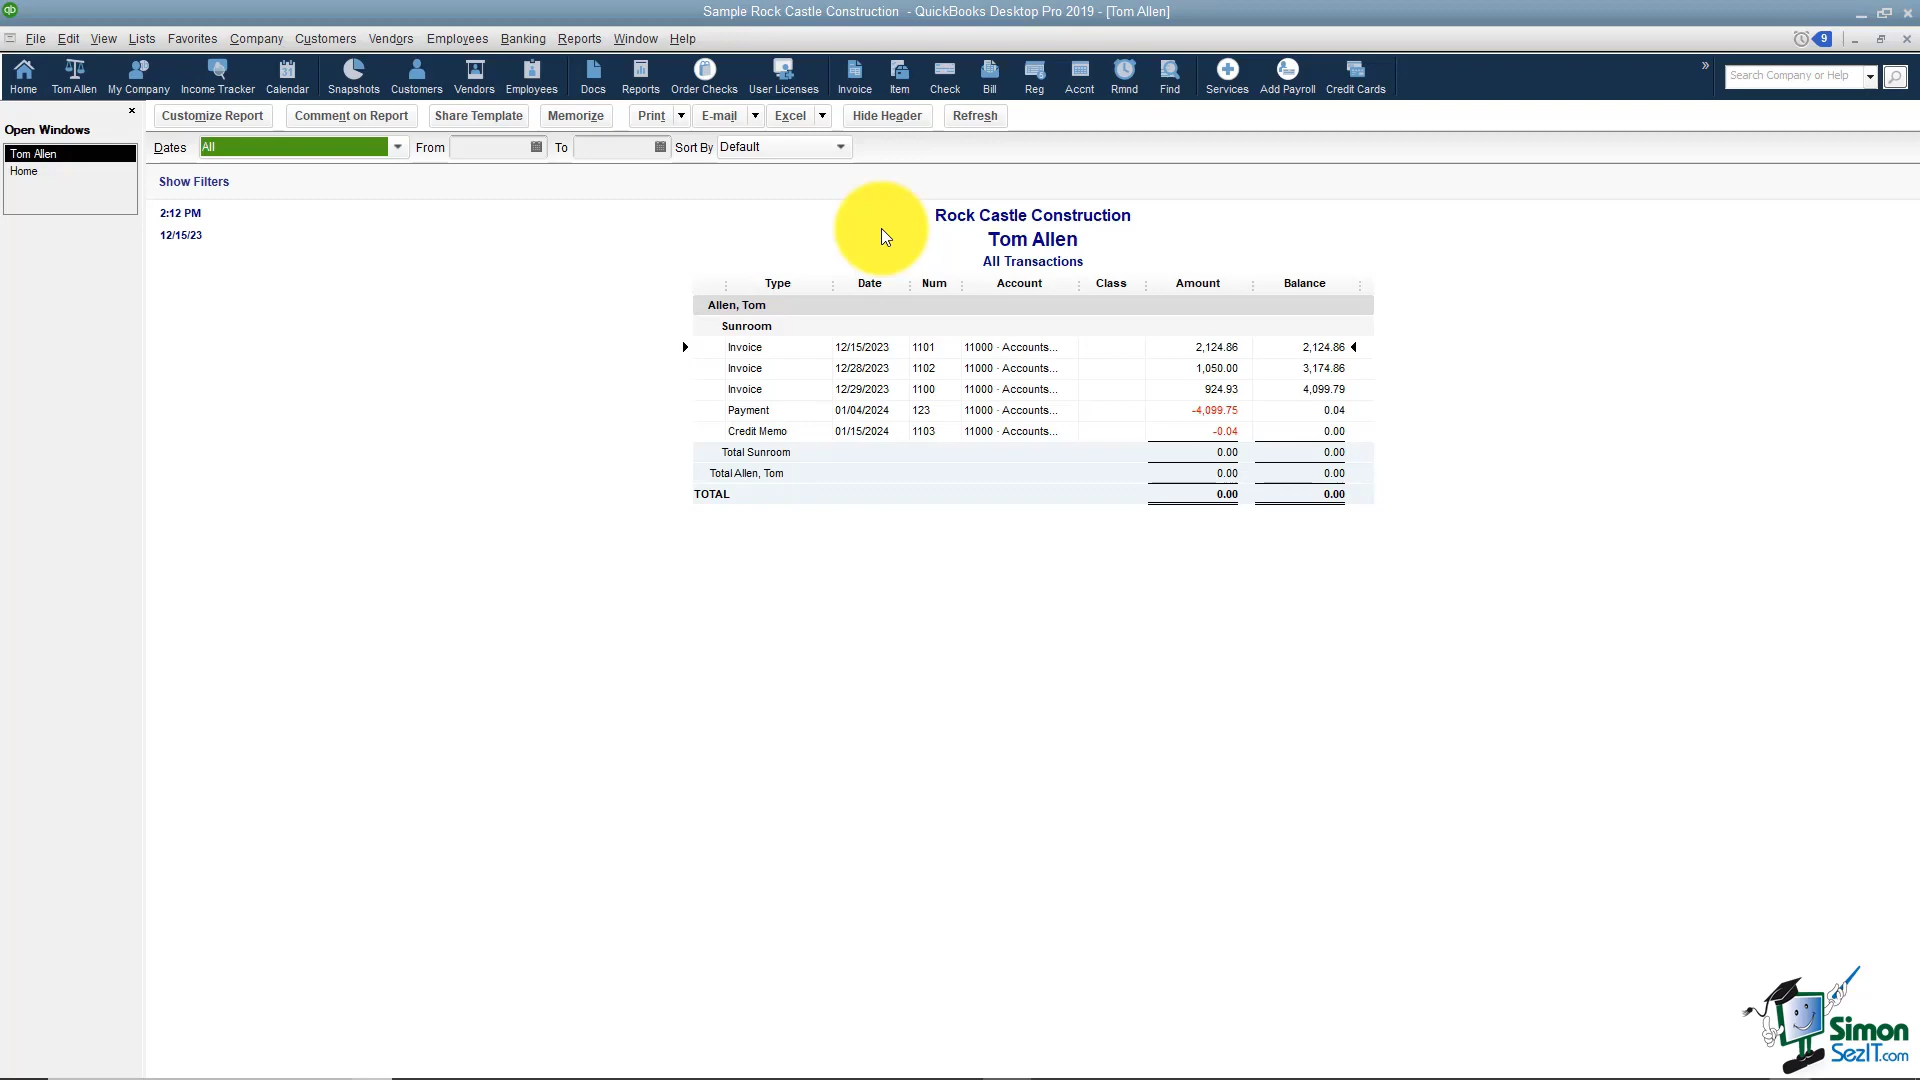 qb
Sample Rock Castle Construction - QuickBooks Desktop Pro 2019 - [Tom Allen]
File Edit View Lists Favorites Company Customers Vendors Employees Banking Reports Window Help 9
Home Tom Allen My Company Income Tracker Calendar Snapshots Customers Vendors Employees Docs Reports Order Checks User Licenses Invoice Item Check Bill Reg Accnt Rmnd Find Services Add Payroll Credit Cards » Search Company or Help
31
Customize Report Comment on Report Share Template Memorize Print E-mail Excel Hide Header Refresh
Open Windows
Tom Allen
Home
Dates All From To Sort By Default
Show Filters
2:12 PM
12/15/23
Rock Castle Construction
Tom Allen
All Transactions
Type Date Num Account Class Amount Balance
Allen, Tom
Sunroom
Invoice 12/15/2023 1101 11000 · Accounts... 2,124.86 2,124.86
Invoice 12/28/2023 1102 11000 · Accounts... 1,050.00 3,174.86
Invoice 12/29/2023 1100 11000 · Accounts... 924.93 4,099.79
Payment 01/04/2024 123 11000 · Accounts... -4,099.75 0.04
Credit Memo 01/15/2024 1103 11000 · Accounts... -0.04 0.00
Total Sunroom 0.00 0.00
Total Allen, Tom 0.00 0.00
TOTAL 0.00 0.00
Simon
SezIT.com